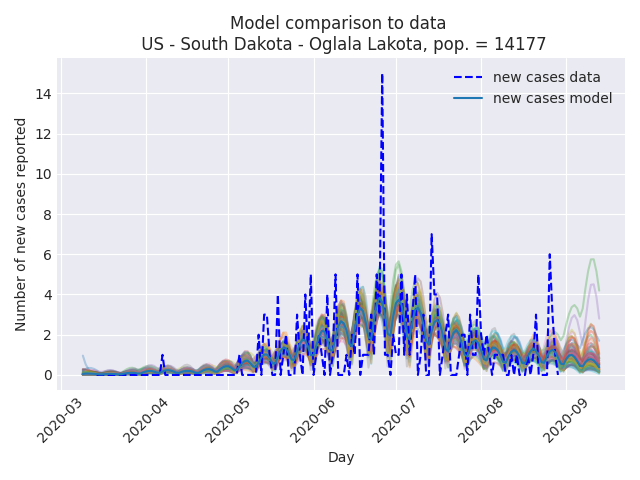 Model comparison to data
US - South Dakota - Oglala Lakota, pop. = 14177
new cases data
new cases model
Number of new cases reported
14
12
10
8
6
4
2
0
2020-03
2020-04
2020-05
2020-06
2020-07
2020-08
2020-09
Day